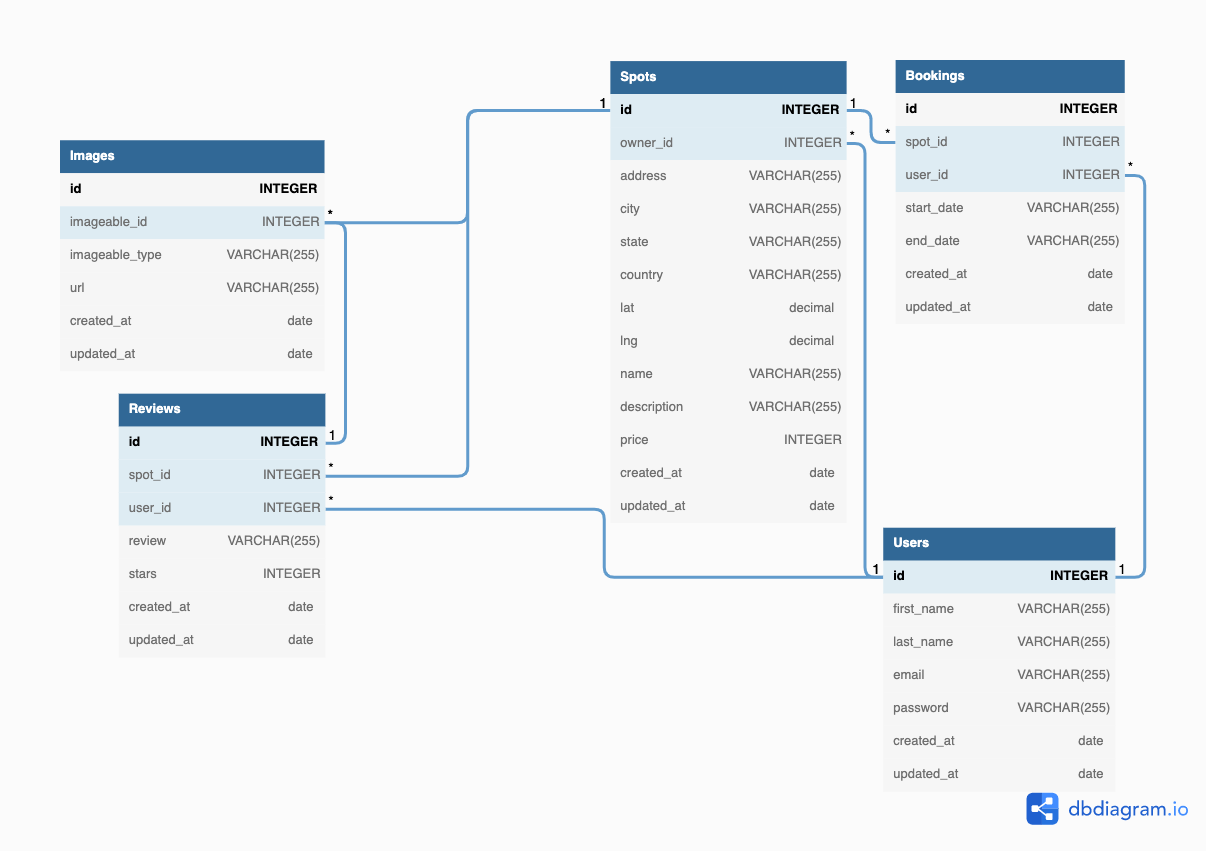 Images
id INTEGER
imageable_id INTEGER *
imageable_type VARCHAR(255)
url VARCHAR(255)
created_at date
updated_at date
Reviews
id INTEGER 1
spot_id INTEGER *
user_id INTEGER *
review VARCHAR(255)
stars INTEGER
created_at date
updated_at date
Spots
1 id INTEGER 1
owner_id INTEGER *
address VARCHAR(255)
city VARCHAR(255)
state VARCHAR(255)
country VARCHAR(255)
lat decimal
lng decimal
name VARCHAR(255)
description VARCHAR(255)
price INTEGER
created_at date
updated_at date
Bookings
id INTEGER
* spot_id INTEGER
user_id INTEGER *
start_date VARCHAR(255)
end_date VARCHAR(255)
created_at date
updated_at date
Users
1 id INTEGER 1
first_name VARCHAR(255)
last_name VARCHAR(255)
email VARCHAR(255)
password VARCHAR(255)
created_at date
updated_at date
dbdiagram.io